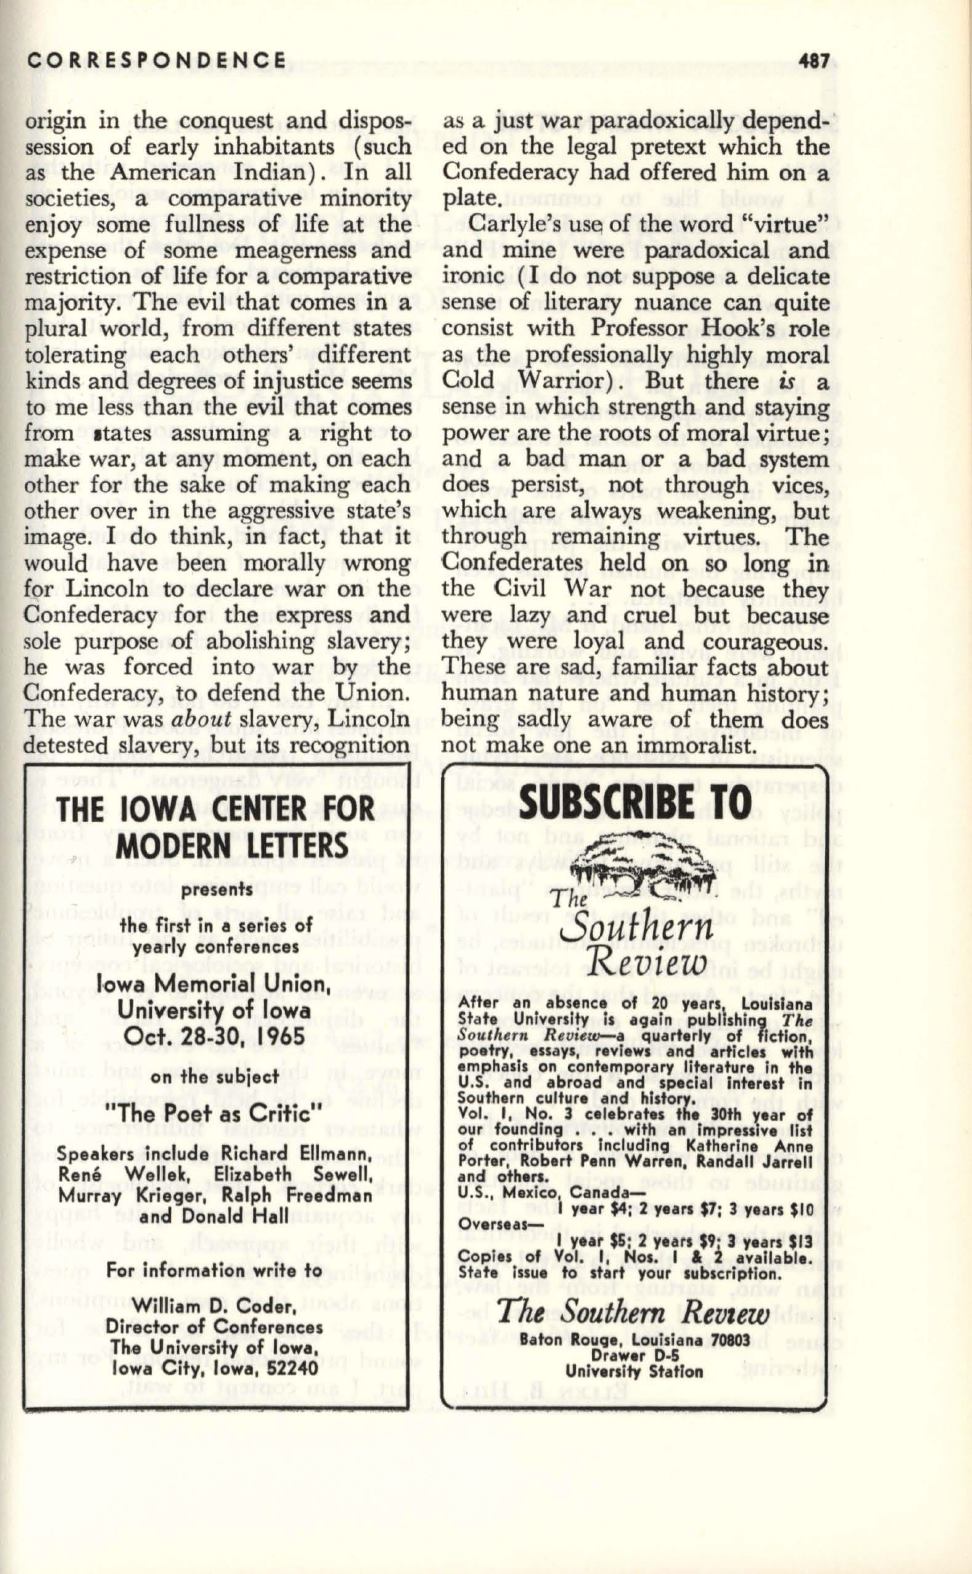 CORRESPONDENCE 487
origin in the conquest and dispos-
session of early inhabitants (such
as the American Indian). In all
societies, a comparative minority
enjoy some fullness of life at the
expense of some meagerness and
restriction of life for a comparative
majority. The evil that comes in a
plural world, from different states
tolerating each others' different
kinds and degrees of injustice seems
to me less than the evil that comes
from states assuming a right to
make war, at any moment, on each
other for the sake of making each
other over in the aggressive state's
image. I do think, in fact, that it
would have been morally wrong
for Lincoln to declare war on the
Confederacy for the express and
sole purpose of abolishing slavery;
he was forced into war by the
Confederacy, to defend the Union.
The war was about slavery, Lincoln
detested slavery, but its recognition
as a just war paradoxically depend-
ed on the legal pretext which the
Confederacy had offered him on a
plate.
Carlyle's use of the word “virtue”
and mine were paradoxical and
ironic (I do not suppose a delicate
sense of literary nuance can quite
consist with Professor Hook's role
as the professionally highly moral
Cold Warrior). But there is a
sense in which strength and staying
power are the roots of moral virtue;
and a bad man or a bad system
does persist, not through vices,
which are always weakening, but
through remaining virtues. The
Confederates held on so long in
the Civil War not because they
were lazy and cruel but because
they were loyal and courageous.
These are sad, familiar facts about
human nature and human history;
being sadly aware of them does
not make one an immoralist.
THE IOWA CENTER FOR
MODERN LETTERS
presents
the first in a series of
yearly conferences
Iowa Memorial Union,
University of Iowa
Oct. 28-30, 1965
on the subject
"The Poet as Critic"
Speakers include Richard Ellmann,
René Wellek, Elizabeth Sewell,
Murray Krieger, Ralph Freedman
and Donald Hall
For information write to
William D. Coder,
Director of Conferences
The University of Iowa,
Iowa City, Iowa, 52240
SUBSCRIBE TO
The
Southern
Review
After an absence of 20 years, Louisiana
State University is again publishing The
Southern Review—a quarterly of fiction,
poetry, essays, reviews and articles with
emphasis on contemporary literature in the
U.S. and abroad and special interest in
Southern culture and history.
Vol. I, No. 3 celebrates the 30th year of
our founding . . . with an impressive list
of contributors including Katherine Anne
Porter, Robert Penn Warren, Randall Jarrell
and others.
U.S., Mexico, Canada—
1 year $4; 2 years $7; 3 years $10
Overseas—
1 year $5; 2 years $9; 3 years $13
Copies of Vol. I, Nos. 1 & 2 available.
State issue to start your subscription.
The Southern Review
Baton Rouge, Louisiana 70803
Drawer D-5
University Station